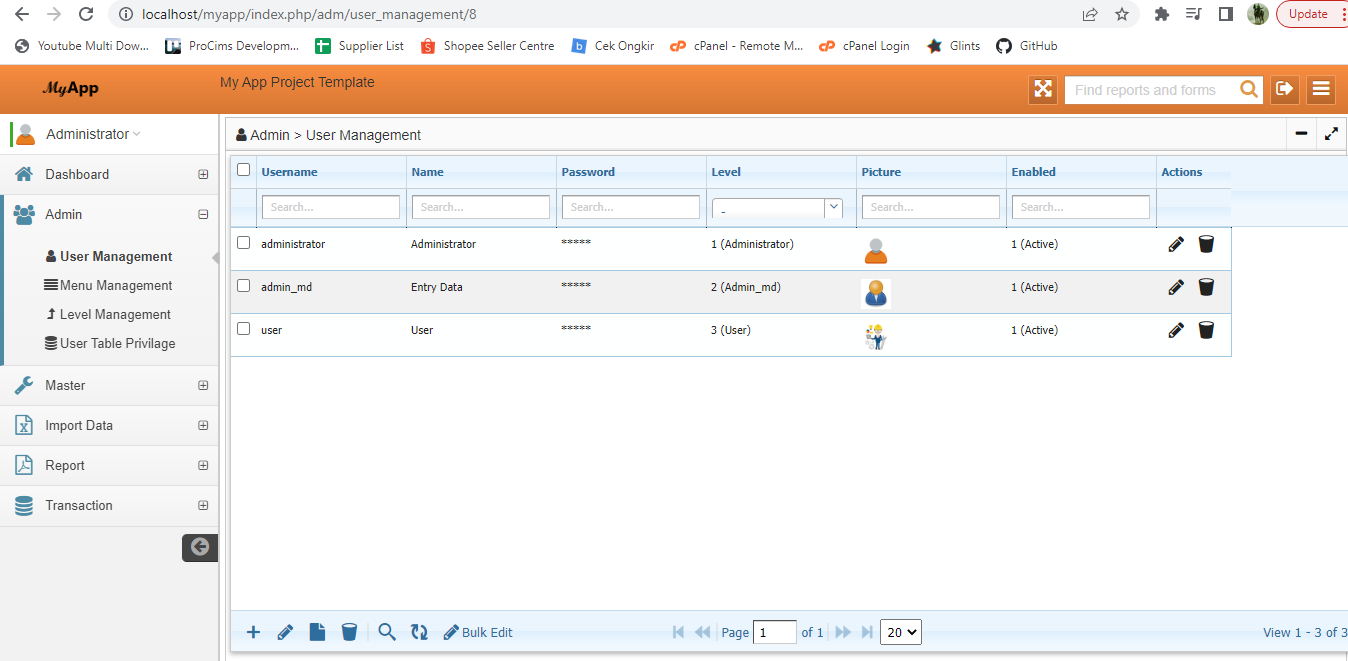 localhost/myapp/index.php/adm/user_management/8
Update
Youtube Multi Dow...
ProCims Developm...
Supplier List
Shopee Seller Centre
Cek Ongkir
cPanel - Remote M...
cPanel Login
Glints
GitHub
MyApp
My App Project Template
Find reports and forms
Administrator
Dashboard
Admin
User Management
Menu Management
Level Management
User Table Privilage
Master
Import Data
Report
Transaction
Admin > User Management
Username Name Password Level Picture Enabled Actions
Search... Search... Search... - Search... Search...
administrator Administrator ***** 1 (Administrator) 1 (Active)
admin_md Entry Data ***** 2 (Admin_md) 1 (Active)
user User ***** 3 (User) 1 (Active)
Bulk Edit Page 1 of 1 20 View 1 - 3 of 3